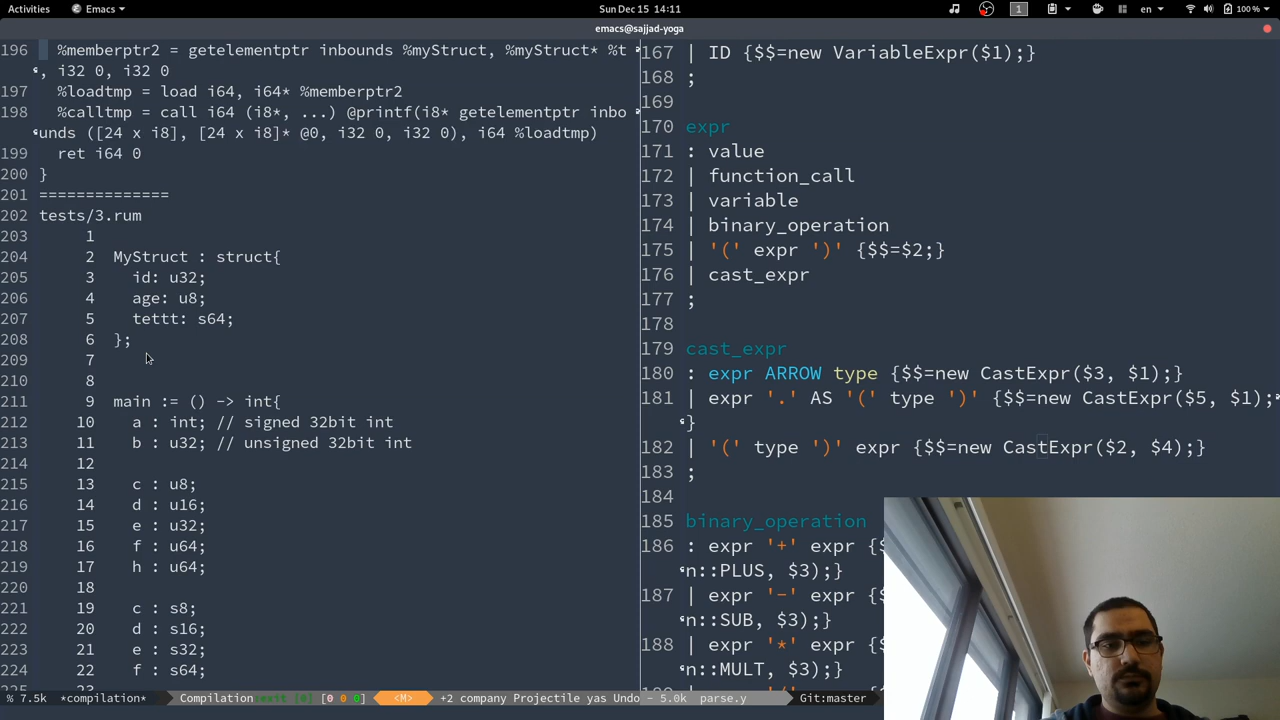 Activities Emacs Sun Dec 15 14:11 1 en 100 %
emacs@sajjad-yoga
196 %memberptr2 = getelementptr inbounds %myStruct, %myStruct* %t
, i32 0, i32 0
197 %loadtmp = load i64, i64* %memberptr2
198 %calltmp = call i64 (i8*, ...) @printf(i8* getelementptr inbo
unds ([24 x i8], [24 x i8]* @0, i32 0, i32 0), i64 %loadtmp)
199 ret i64 0
200 }
201 ==============
202 tests/3.rum
203 1
204 2 MyStruct : struct{
205 3 id: u32;
206 4 age: u8;
207 5 tettt: s64;
208 6 };
209 7
210 8
211 9 main := () -> int{
212 10 a : int; // signed 32bit int
213 11 b : u32; // unsigned 32bit int
214 12
215 13 c : u8;
216 14 d : u16;
217 15 e : u32;
218 16 f : u64;
219 17 h : u64;
220 18
221 19 c : s8;
222 20 d : s16;
223 21 e : s32;
224 22 f : s64;
% 7.5k *compilation* Compilation:exit [0] [0 0 0] <M> +2 company Projectile yas Undo
167 | ID {$$=new VariableExpr($1);}
168 ;
169
170 expr
171 : value
172 | function_call
173 | variable
174 | binary_operation
175 | '(' expr ')' {$$=$2;}
176 | cast_expr
177 ;
178
179 cast_expr
180 : expr ARROW type {$$=new CastExpr($3, $1);}
181 | expr '.' AS '(' type ')' {$$=new CastExpr($5, $1);
}
182 | '(' type ')' expr {$$=new CastExpr($2, $4);}
183 ;
184
185 binary_operation
186 : expr '+' expr {$
n::PLUS, $3);}
187 | expr '-' expr {$
n::SUB, $3);}
188 | expr '*' expr {$
n::MULT, $3);}
- 5.0k parse.y Git:master